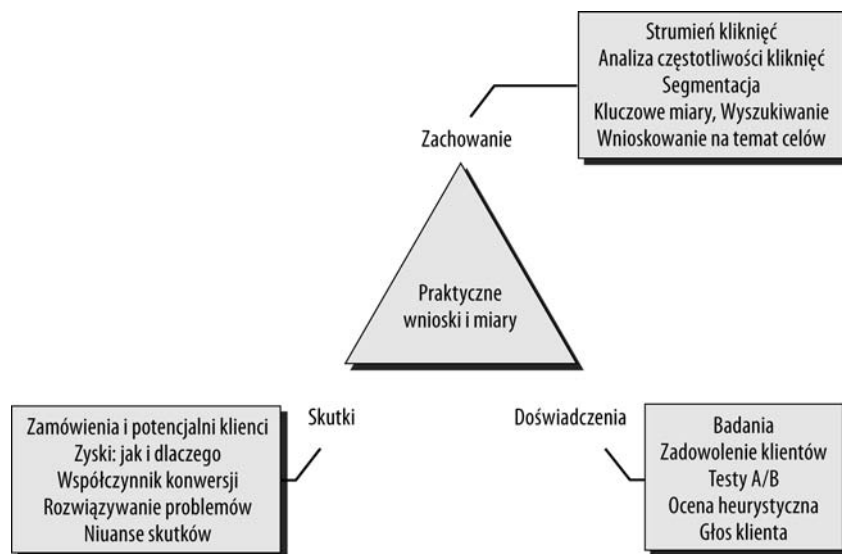 Strumień kliknięć
Analiza częstotliwości kliknięć
Segmentacja
Kluczowe miary, Wyszukiwanie
Wnioskowanie na temat celów
Zachowanie
Praktyczne
wnioski i miary
Skutki
Zamówienia i potencjalni klienci
Zyski: jak i dlaczego
Współczynnik konwersji
Rozwiązywanie problemów
Niuanse skutków
Doświadczenia
Badania
Zadowolenie klientów
Testy A/B
Ocena heurystyczna
Głos klienta